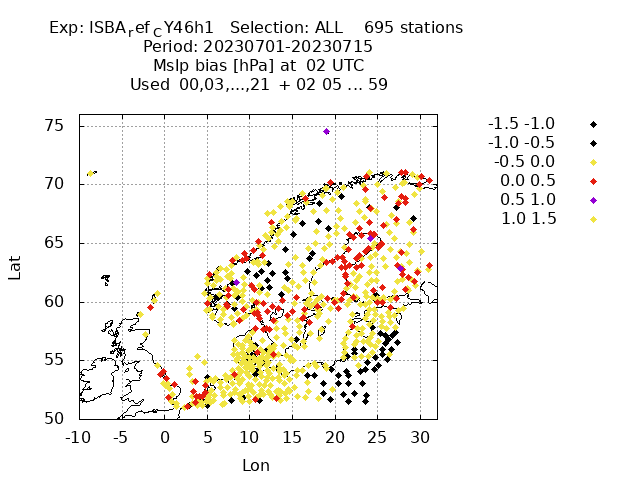 Exp: ISBArefCY46h1 Selection: ALL 695 stations
Period: 20230701-20230715
Mslp bias [hPa] at 02 UTC
Used 00,03,...,21 + 02 05 ... 59
-1.5 -1.0
-1.0 -0.5
-0.5 0.0
0.0 0.5
0.5 1.0
1.0 1.5
Lat
75
70
65
60
55
50
-10 -5 0 5 10 15 20 25 30
Lon